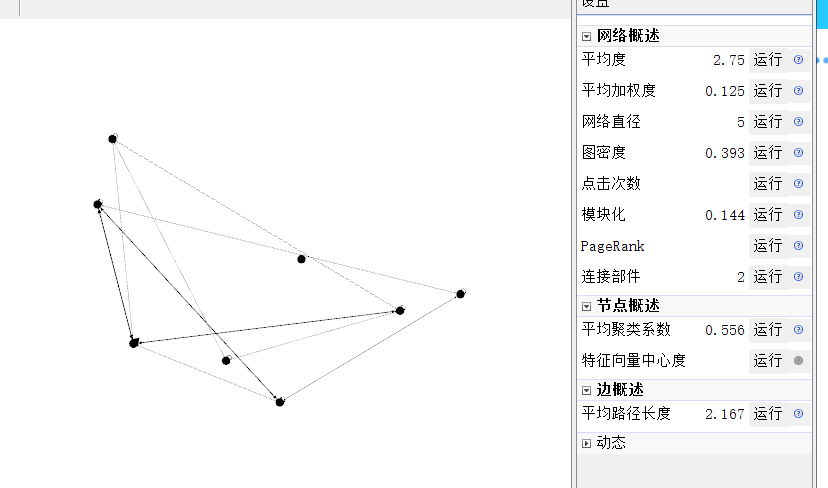 设置
网络概述
平均度 2.75 运行
平均加权度 0.125 运行
网络直径 5 运行
图密度 0.393 运行
点击次数 运行
模块化 0.144 运行
PageRank 运行
连接部件 2 运行
节点概述
平均聚类系数 0.556 运行
特征向量中心度 运行
边概述
平均路径长度 2.167 运行
动态